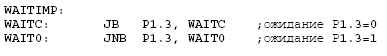 WAITIMP:
WAITC: JB P1.3, WAITC ;ожидание P1.3=0
WAIT0: JNB P1.3, WAIT0 ;ожидание P1.3=1